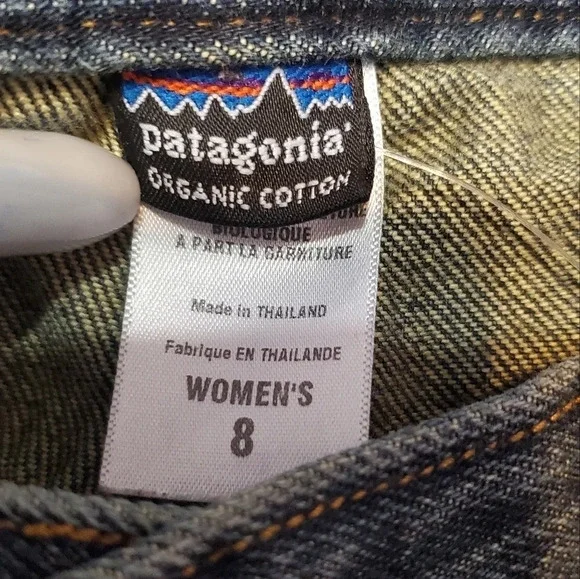 patagonia®
ORGANIC COTTON
BIOLOGIQUE
A PART LA GARNITURE
Made in THAILAND
Fabrique EN THAILANDE
WOMEN'S
8